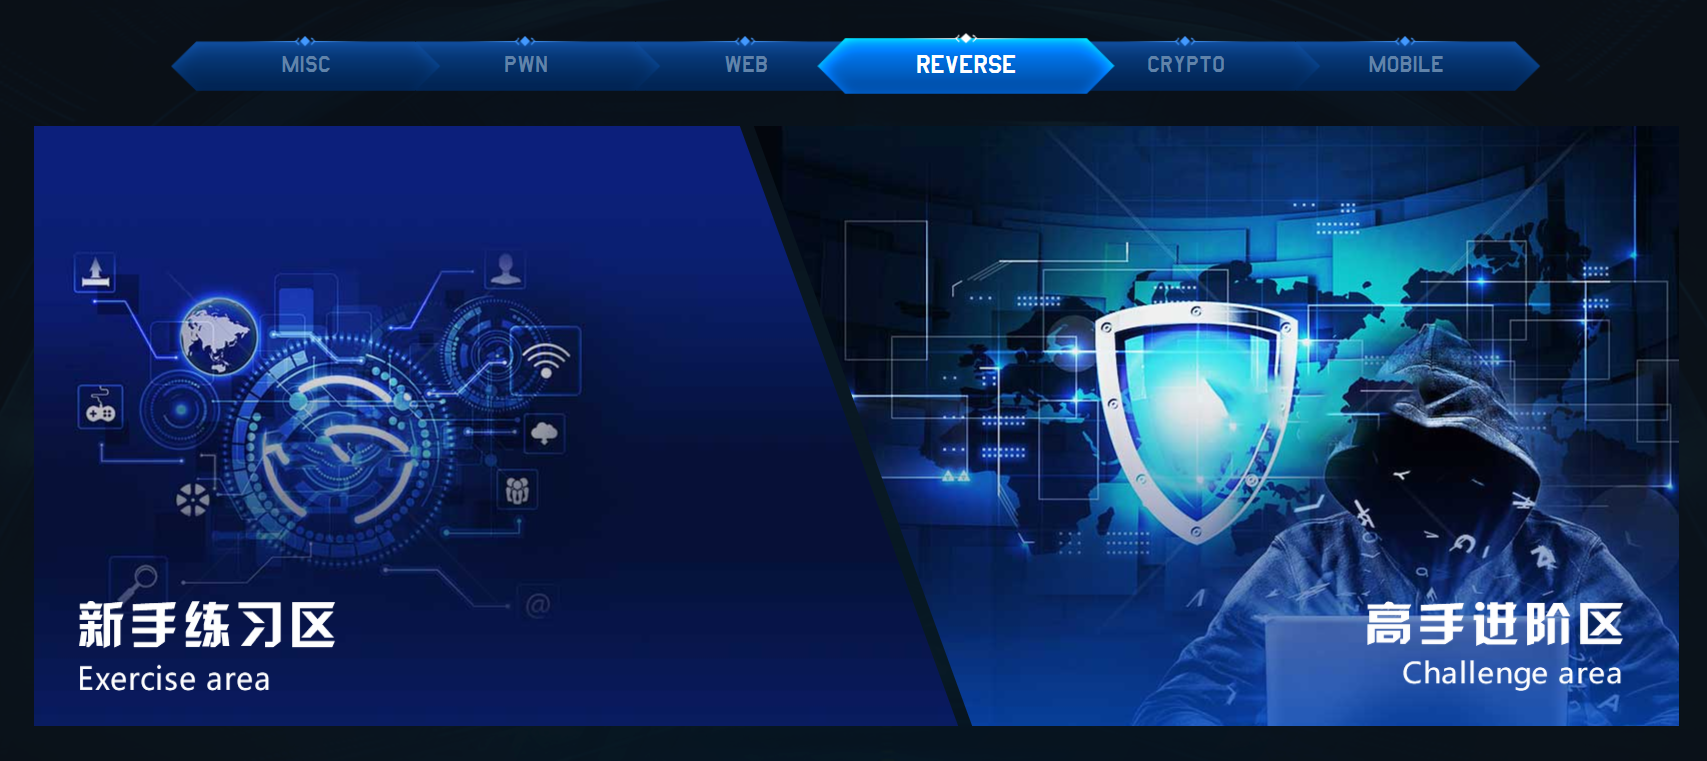 MISC
PWN
WEB
REVERSE
CRYPTO
MOBILE
新手练习区
Exercise area
高手进阶区
Challenge area